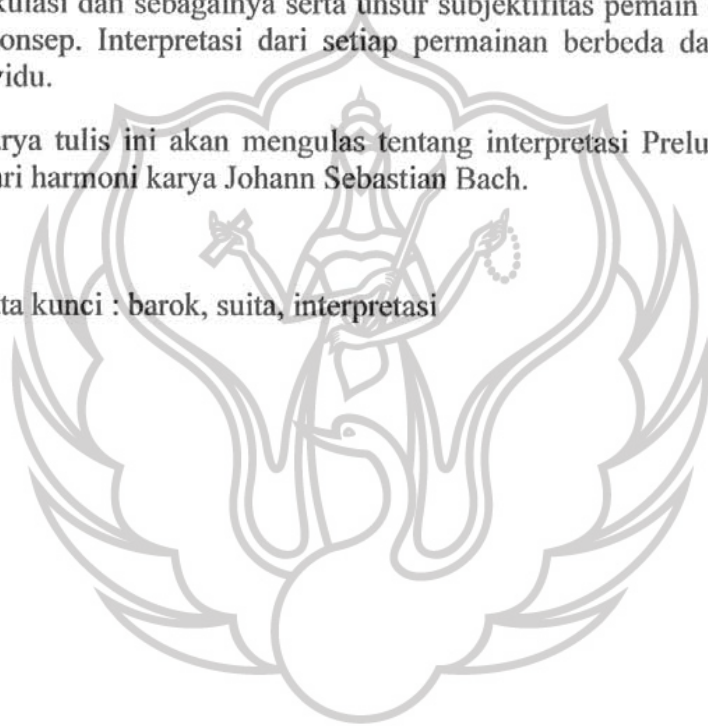 kulasi dan sebagainya serta unsur subjektifitas pemain
onsep. Interpretasi dari setiap permainan berbeda da
vidu.
rya tulis ini akan mengulas tentang interpretasi Prelu
ari harmoni karya Johann Sebastian Bach.
ta kunci : barok, suita, interpretasi